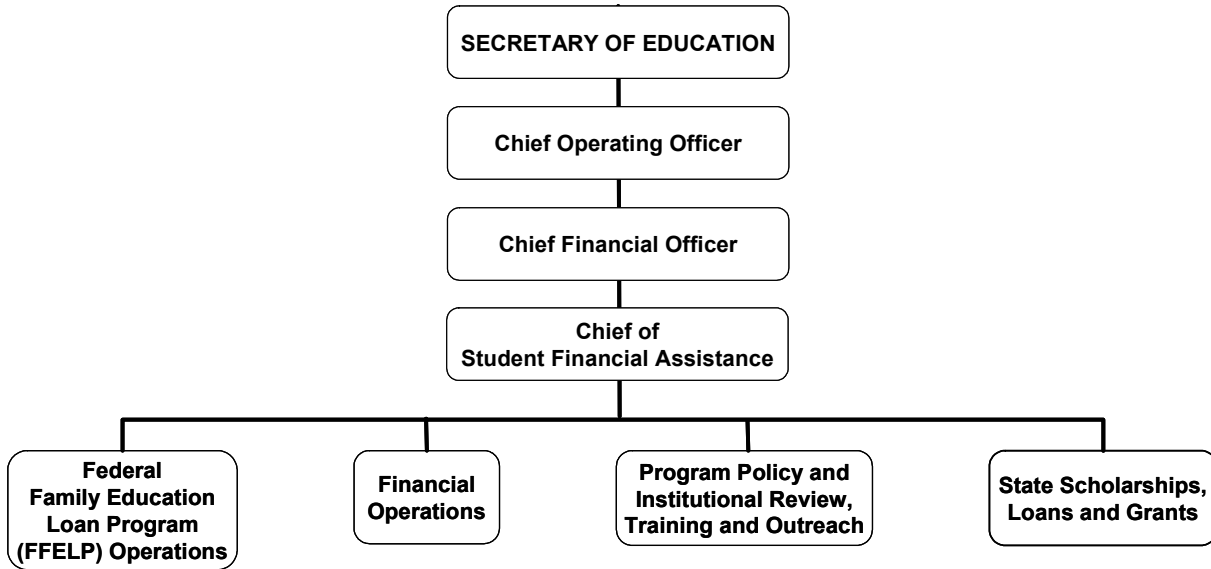 SECRETARY OF EDUCATION
Chief Operating Officer
Chief Financial Officer
Chief of
Student Financial Assistance
Federal
Family Education
Loan Program
(FFELP) Operations
Financial
Operations
Program Policy and
Institutional Review,
Training and Outreach
State Scholarships,
Loans and Grants